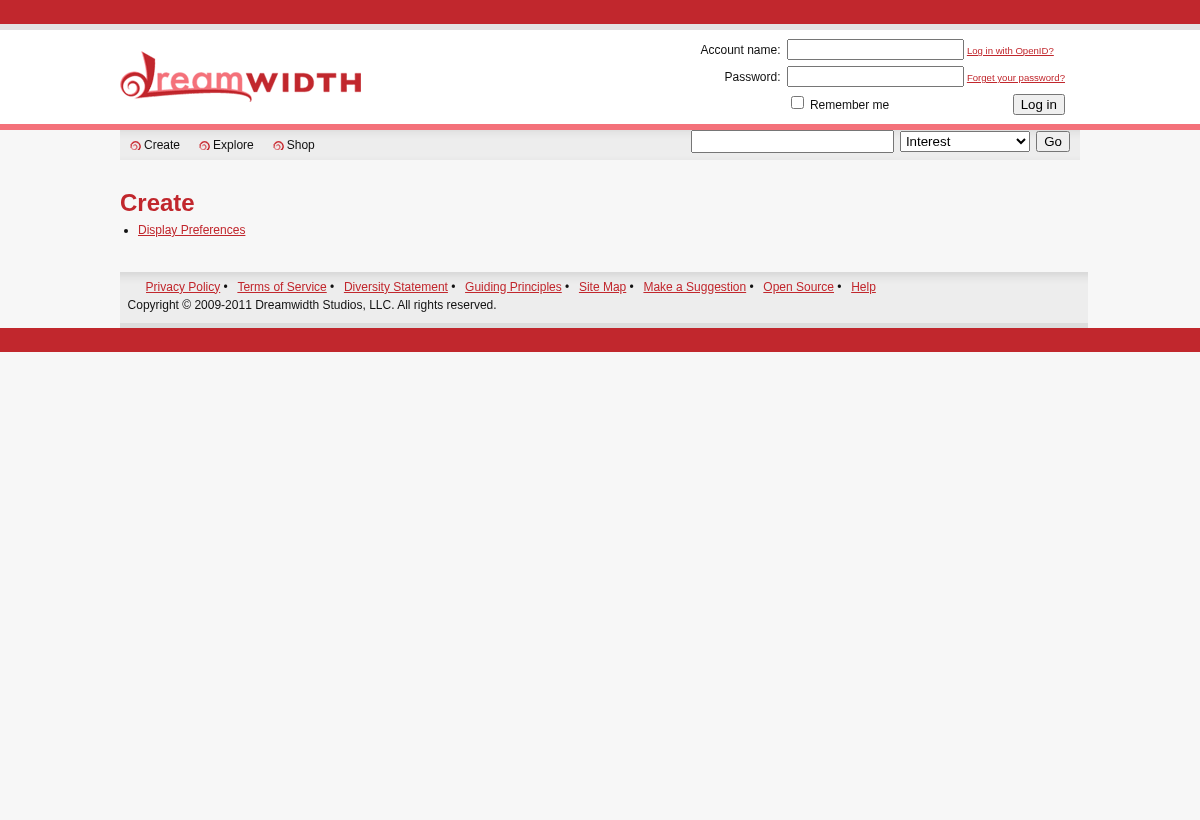 dreamWIDTH
Account name:
Log in with OpenID?
Password:
Forget your password?
Remember me
Log in
Create
Explore
Shop
Interest
Go
Create
Display Preferences
Privacy Policy • Terms of Service • Diversity Statement • Guiding Principles • Site Map • Make a Suggestion • Open Source • Help
Copyright © 2009-2011 Dreamwidth Studios, LLC. All rights reserved.